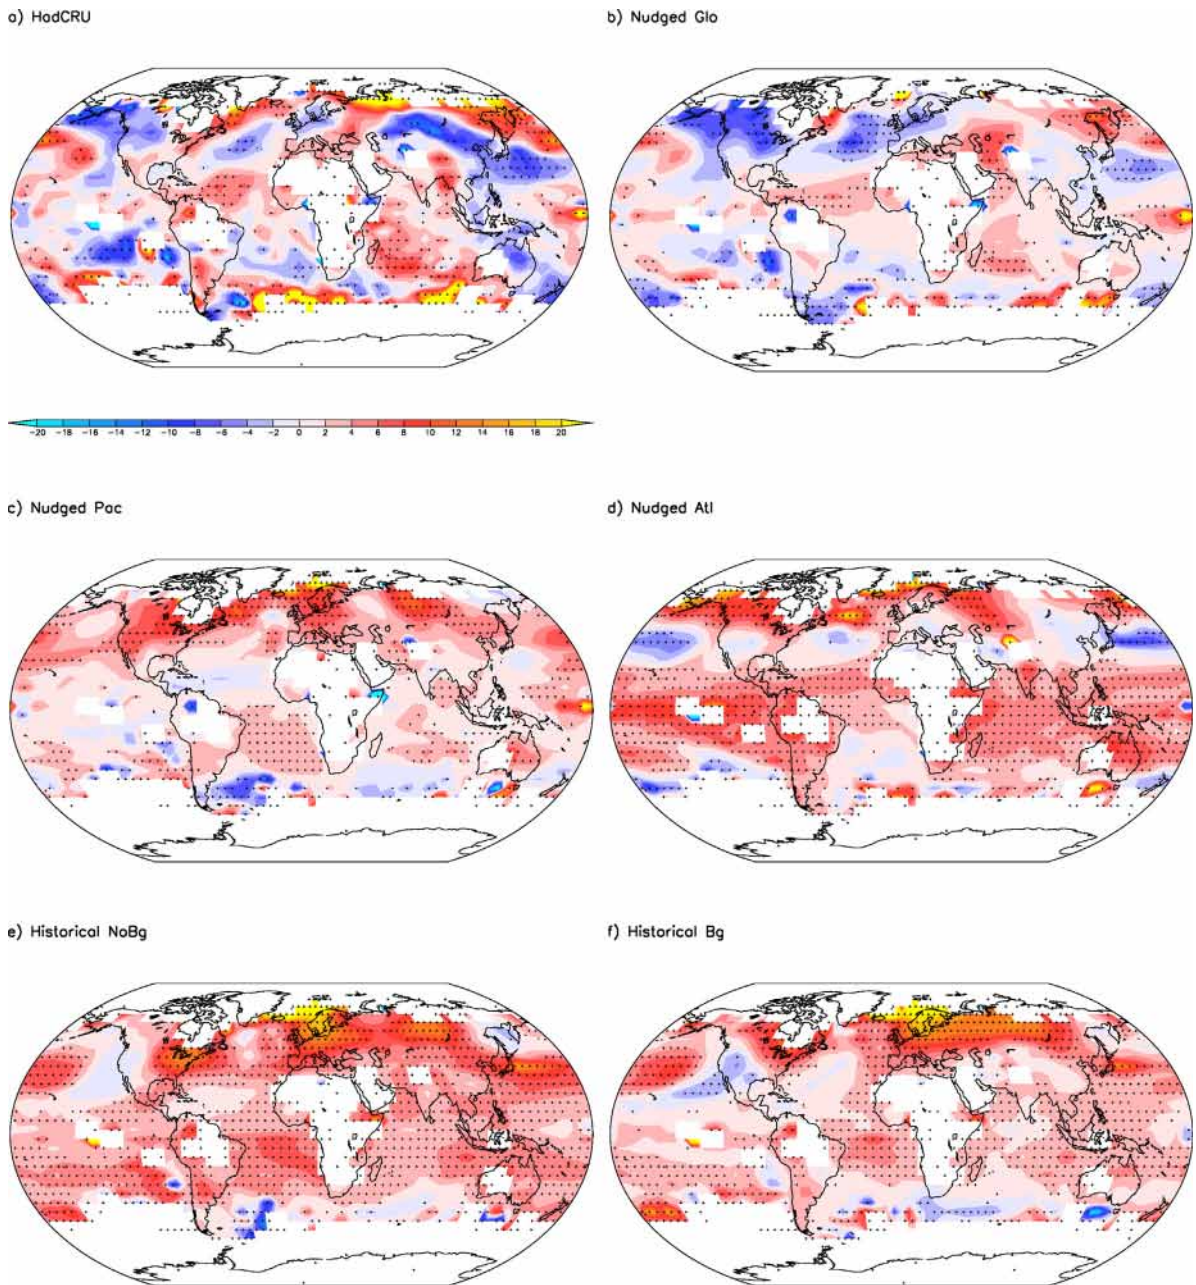 a) HadCRU
b) Nudged Glo
-20 -18 -16 -14 -12 -10 -8 -6 -4 -2 0 2 4 6 8 10 12 14 16 18 20
c) Nudged Pac
d) Nudged Atl
e) Historical NoBg
f) Historical Bg